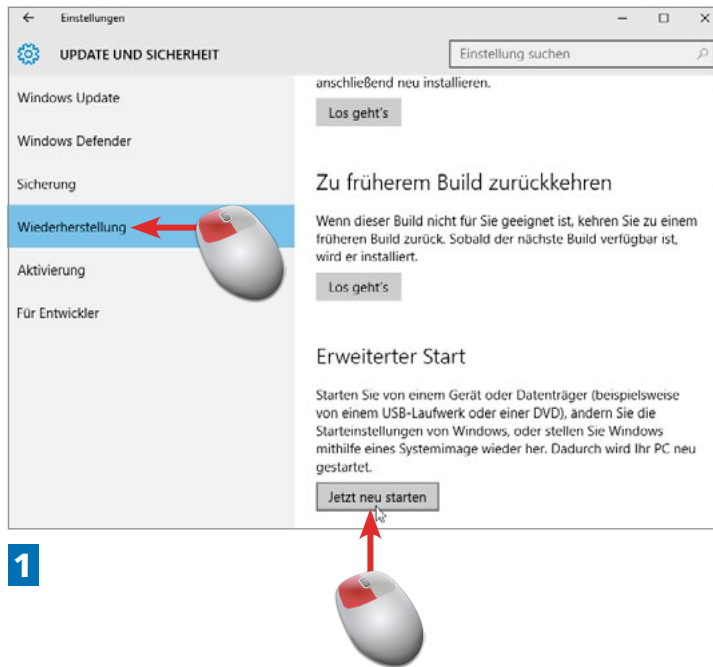 Einstellungen
UPDATE UND SICHERHEIT
Einstellung suchen
Windows Update
Windows Defender
Sicherung
Wiederherstellung
Aktivierung
Für Entwickler
anschließend neu installieren.
Los geht's
Zu früherem Build zurückkehren
Wenn dieser Build nicht für Sie geeignet ist, kehren Sie zu einem
früheren Build zurück. Sobald der nächste Build verfügbar ist,
wird er installiert.
Los geht's
Erweiterter Start
Starten Sie von einem Gerät oder Datenträger (beispielsweise
von einem USB-Laufwerk oder einer DVD), ändern Sie die
Starteinstellungen von Windows, oder stellen Sie Windows
mithilfe eines Systemimage wieder her. Dadurch wird Ihr PC neu
gestartet.
Jetzt neu starten
1